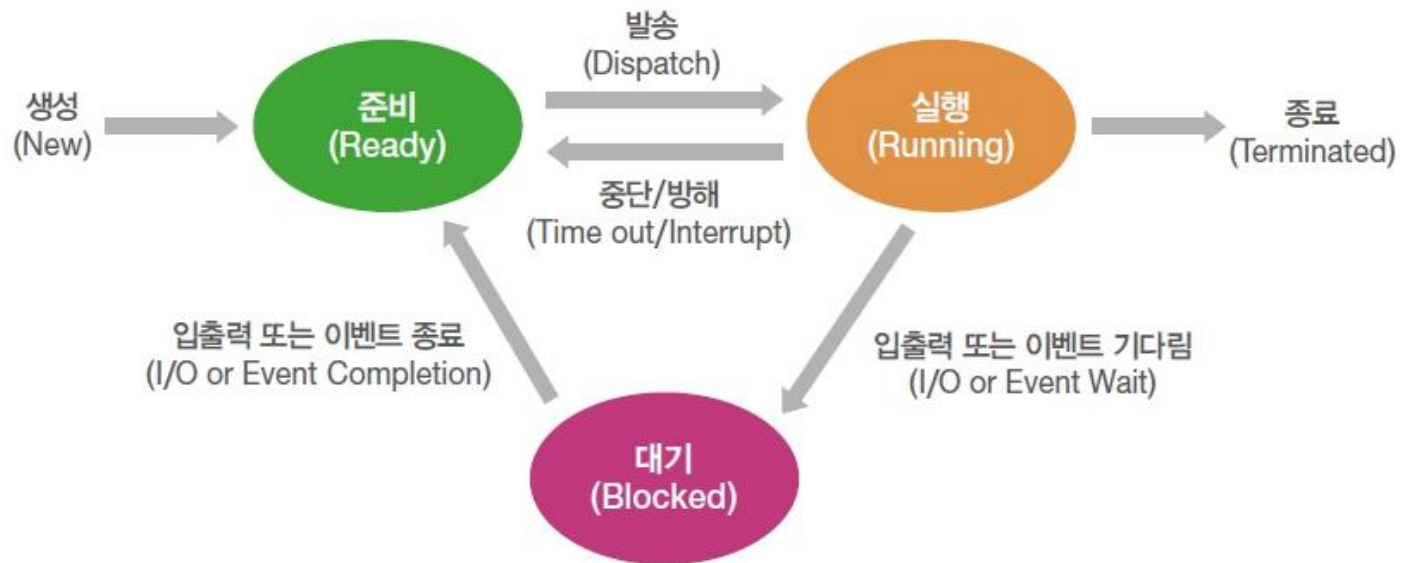 발송
(Dispatch)
생성
(New)
준비
(Ready)
실행
(Running)
종료
(Terminated)
중단/방해
(Time out/Interrupt)
입출력 또는 이벤트 종료
(I/O or Event Completion)
입출력 또는 이벤트 기다림
(I/O or Event Wait)
대기
(Blocked)